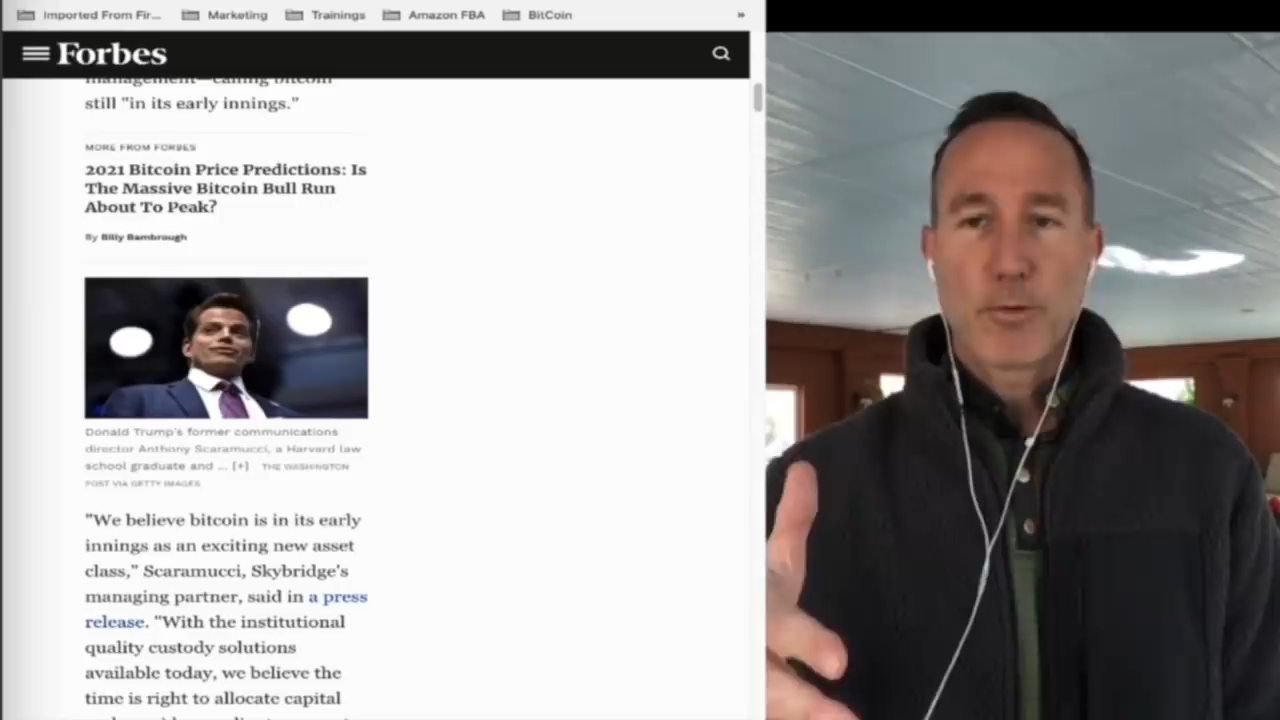 Imported From Fir...
Marketing
Trainings
Amazon FBA
BitCoin
»
Forbes
management—calling bitcoin
still "in its early innings."
MORE FROM FORBES
2021 Bitcoin Price Predictions: Is
The Massive Bitcoin Bull Run
About To Peak?
By Billy Bambrough
Donald Trump's former communications
director Anthony Scaramucci, a Harvard law
school graduate and ... [+] THE WASHINGTON
POST VIA GETTY IMAGES
"We believe bitcoin is in its early
innings as an exciting new asset
class," Scaramucci, Skybridge's
managing partner, said in a press
release. "With the institutional
quality custody solutions
available today, we believe the
time is right to allocate capital